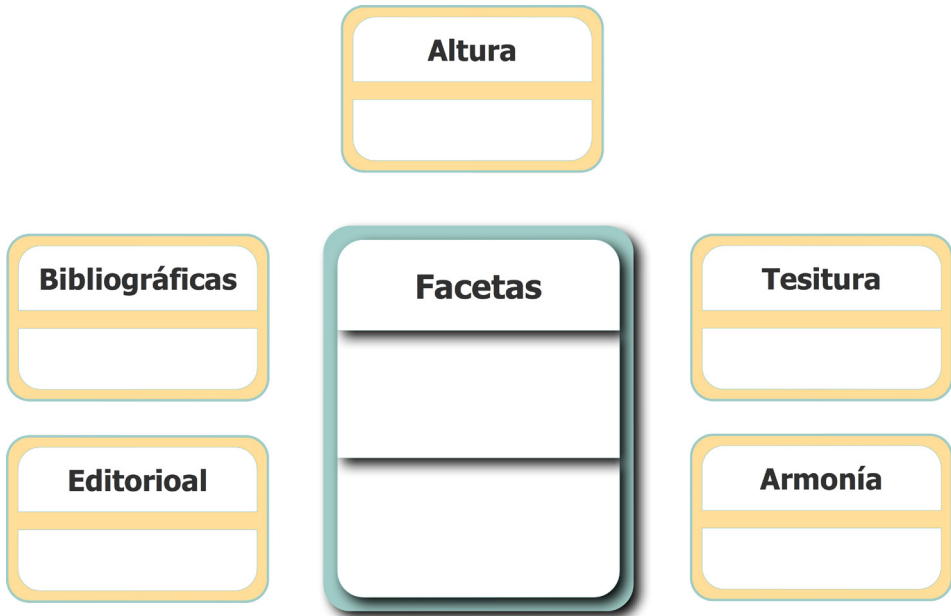 Altura
Bibliográficas
Facetas
Tesitura
Editorioal
Armonía